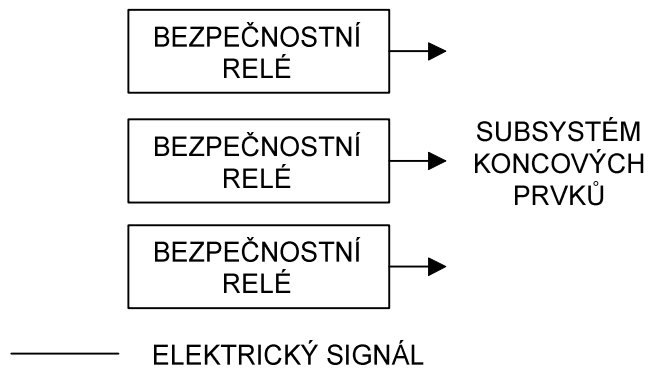 BEZPEČNOSTNÍ
RELÉ
BEZPEČNOSTNÍ
RELÉ
SUBSYSTÉM
KONCOVÝCH
PRVKŮ
BEZPEČNOSTNÍ
RELÉ
ELEKTRICKÝ SIGNÁL